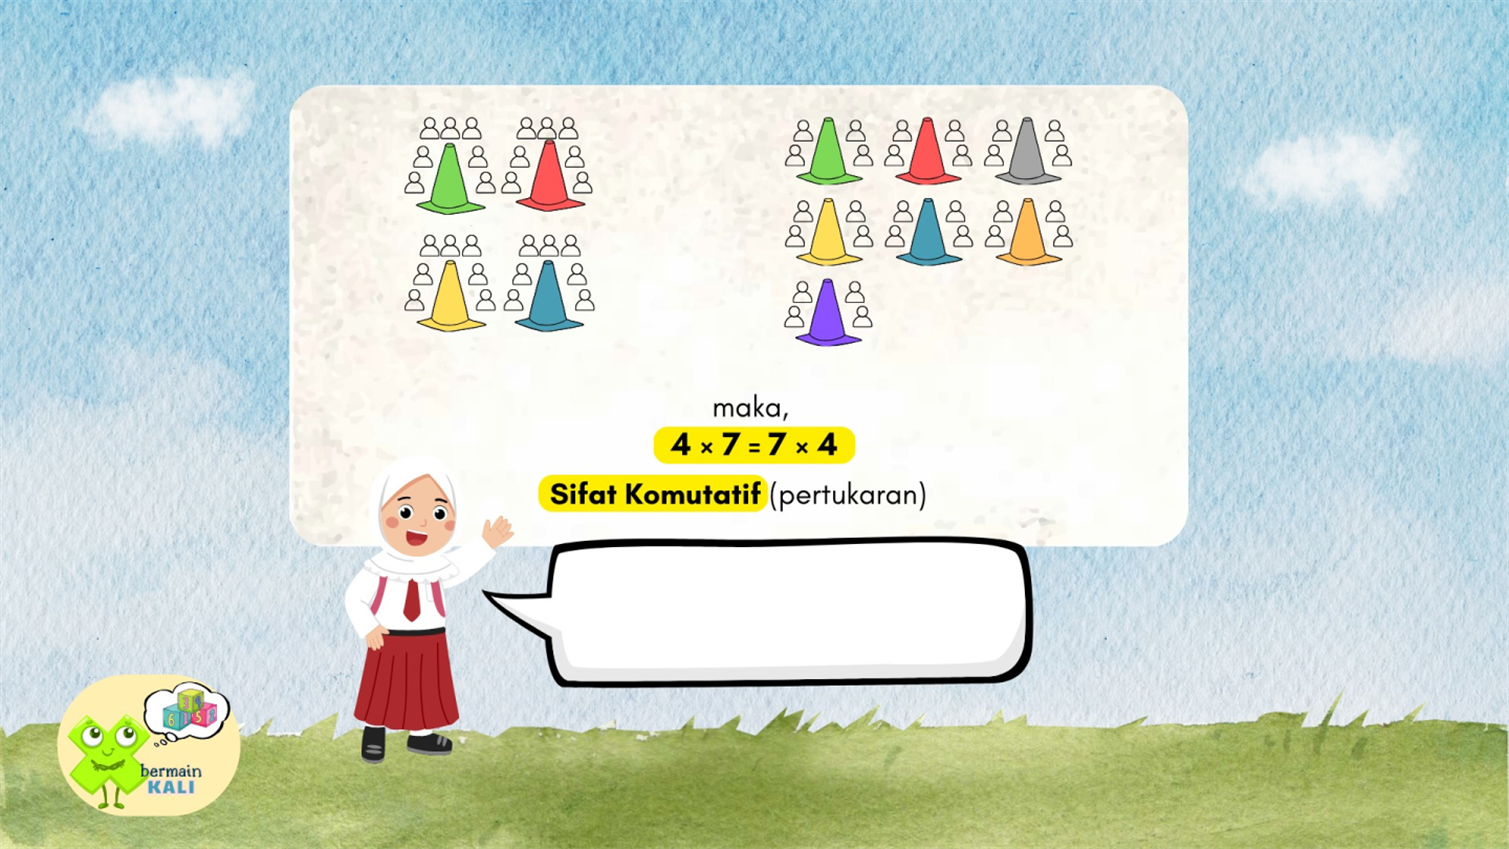 maka,
4 × 7 = 7 × 4
Sifat Komutatif (pertukaran)
bermain
KALI